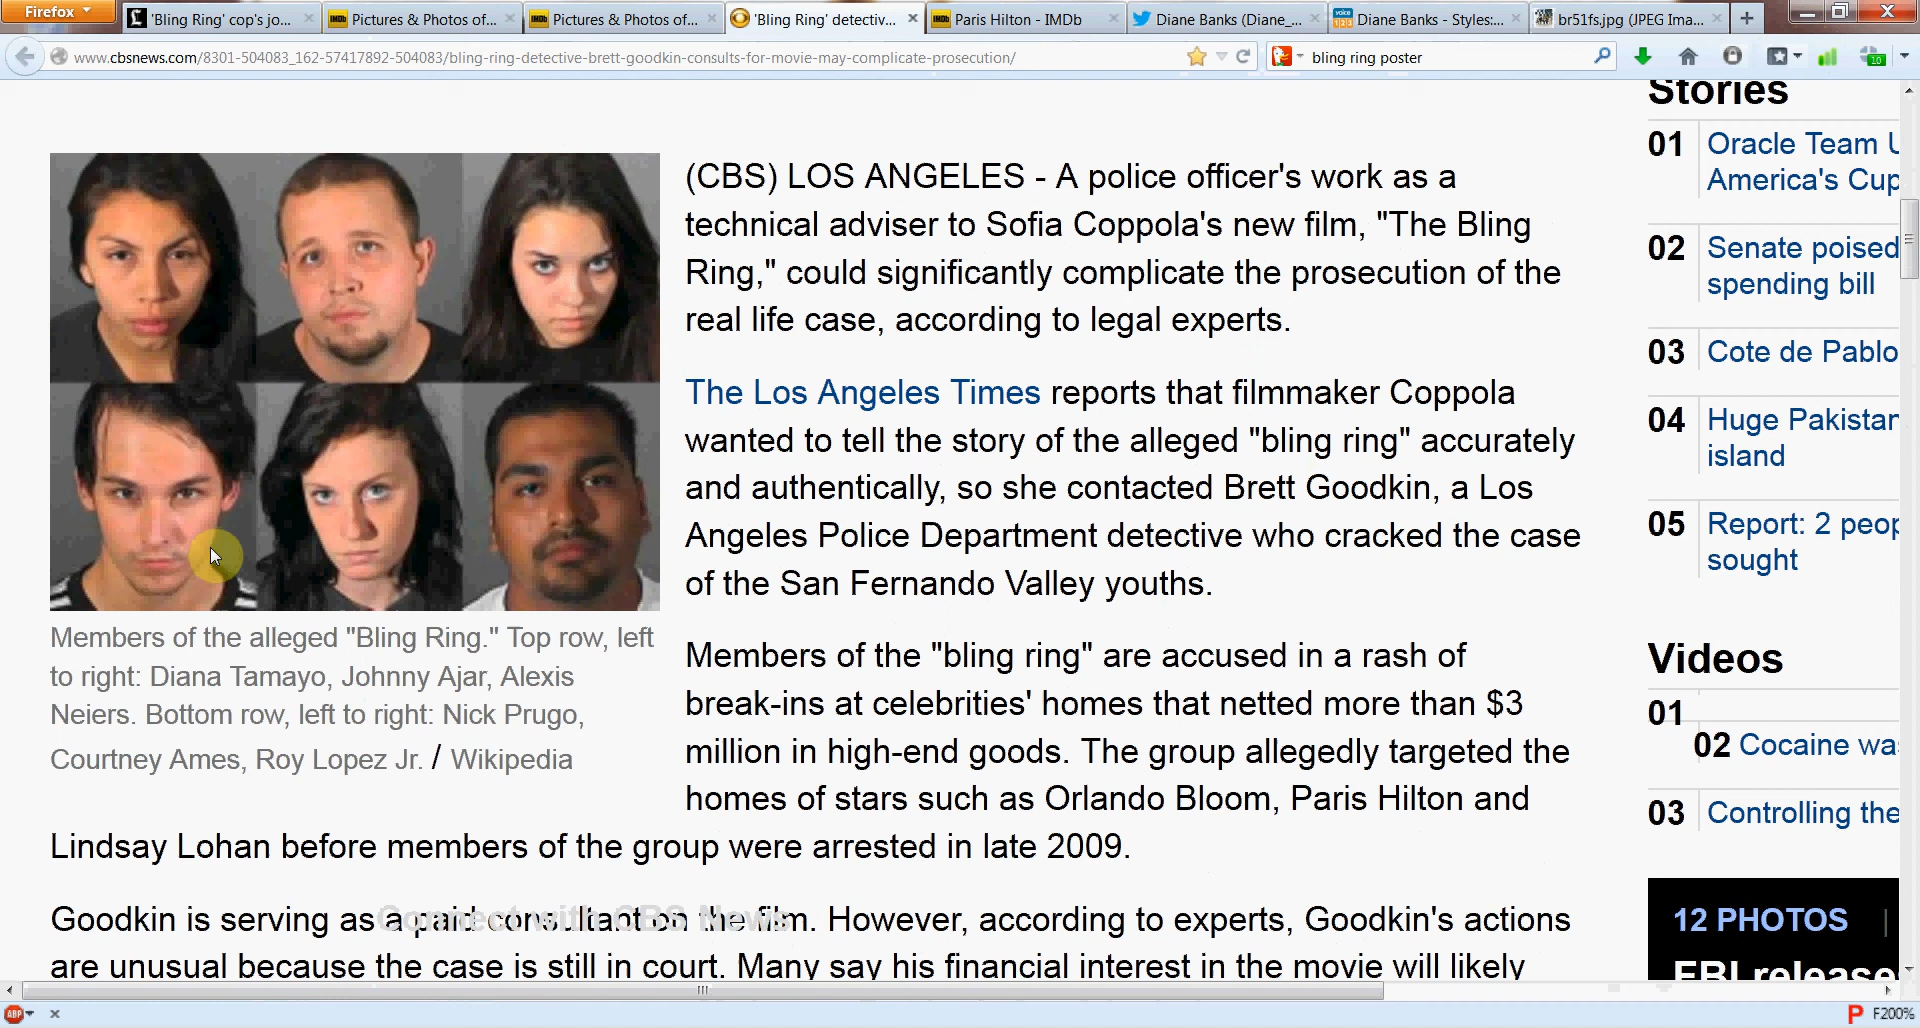 Firefox
'Bling Ring' cop's jo...
Pictures & Photos of...
Pictures & Photos of...
'Bling Ring' detectiv...
Paris Hilton - IMDb
Diane Banks (Diane_...
Diane Banks - Styles:...
br51fs.jpg (JPEG Ima...
www.cbsnews.com/8301-504083_162-57417892-504083/bling-ring-detective-brett-goodkin-consults-for-movie-may-complicate-prosecution/
bling ring poster
10
(CBS) LOS ANGELES - A police officer's work as a
technical adviser to Sofia Coppola's new film, "The Bling
Ring," could significantly complicate the prosecution of the
real life case, according to legal experts.
The Los Angeles Times reports that filmmaker Coppola
wanted to tell the story of the alleged "bling ring" accurately
and authentically, so she contacted Brett Goodkin, a Los
Angeles Police Department detective who cracked the case
of the San Fernando Valley youths.
Members of the alleged "Bling Ring." Top row, left
to right: Diana Tamayo, Johnny Ajar, Alexis
Neiers. Bottom row, left to right: Nick Prugo,
Courtney Ames, Roy Lopez Jr. / Wikipedia
Members of the "bling ring" are accused in a rash of
break-ins at celebrities' homes that netted more than $3
million in high-end goods. The group allegedly targeted the
homes of stars such as Orlando Bloom, Paris Hilton and
Lindsay Lohan before members of the group were arrested in late 2009.
Connect with CBS News
Goodkin is serving as a paid consultant on the film. However, according to experts, Goodkin's actions
are unusual because the case is still in court. Many say his financial interest in the movie will likely
Stories
01 Oracle Team U
America's Cup
02 Senate poised
spending bill
03 Cote de Pablo
04 Huge Pakistan
island
05 Report: 2 peop
sought
Videos
01
02 Cocaine was
03 Controlling the
12 PHOTOS |
FBI release
ABP
F200%